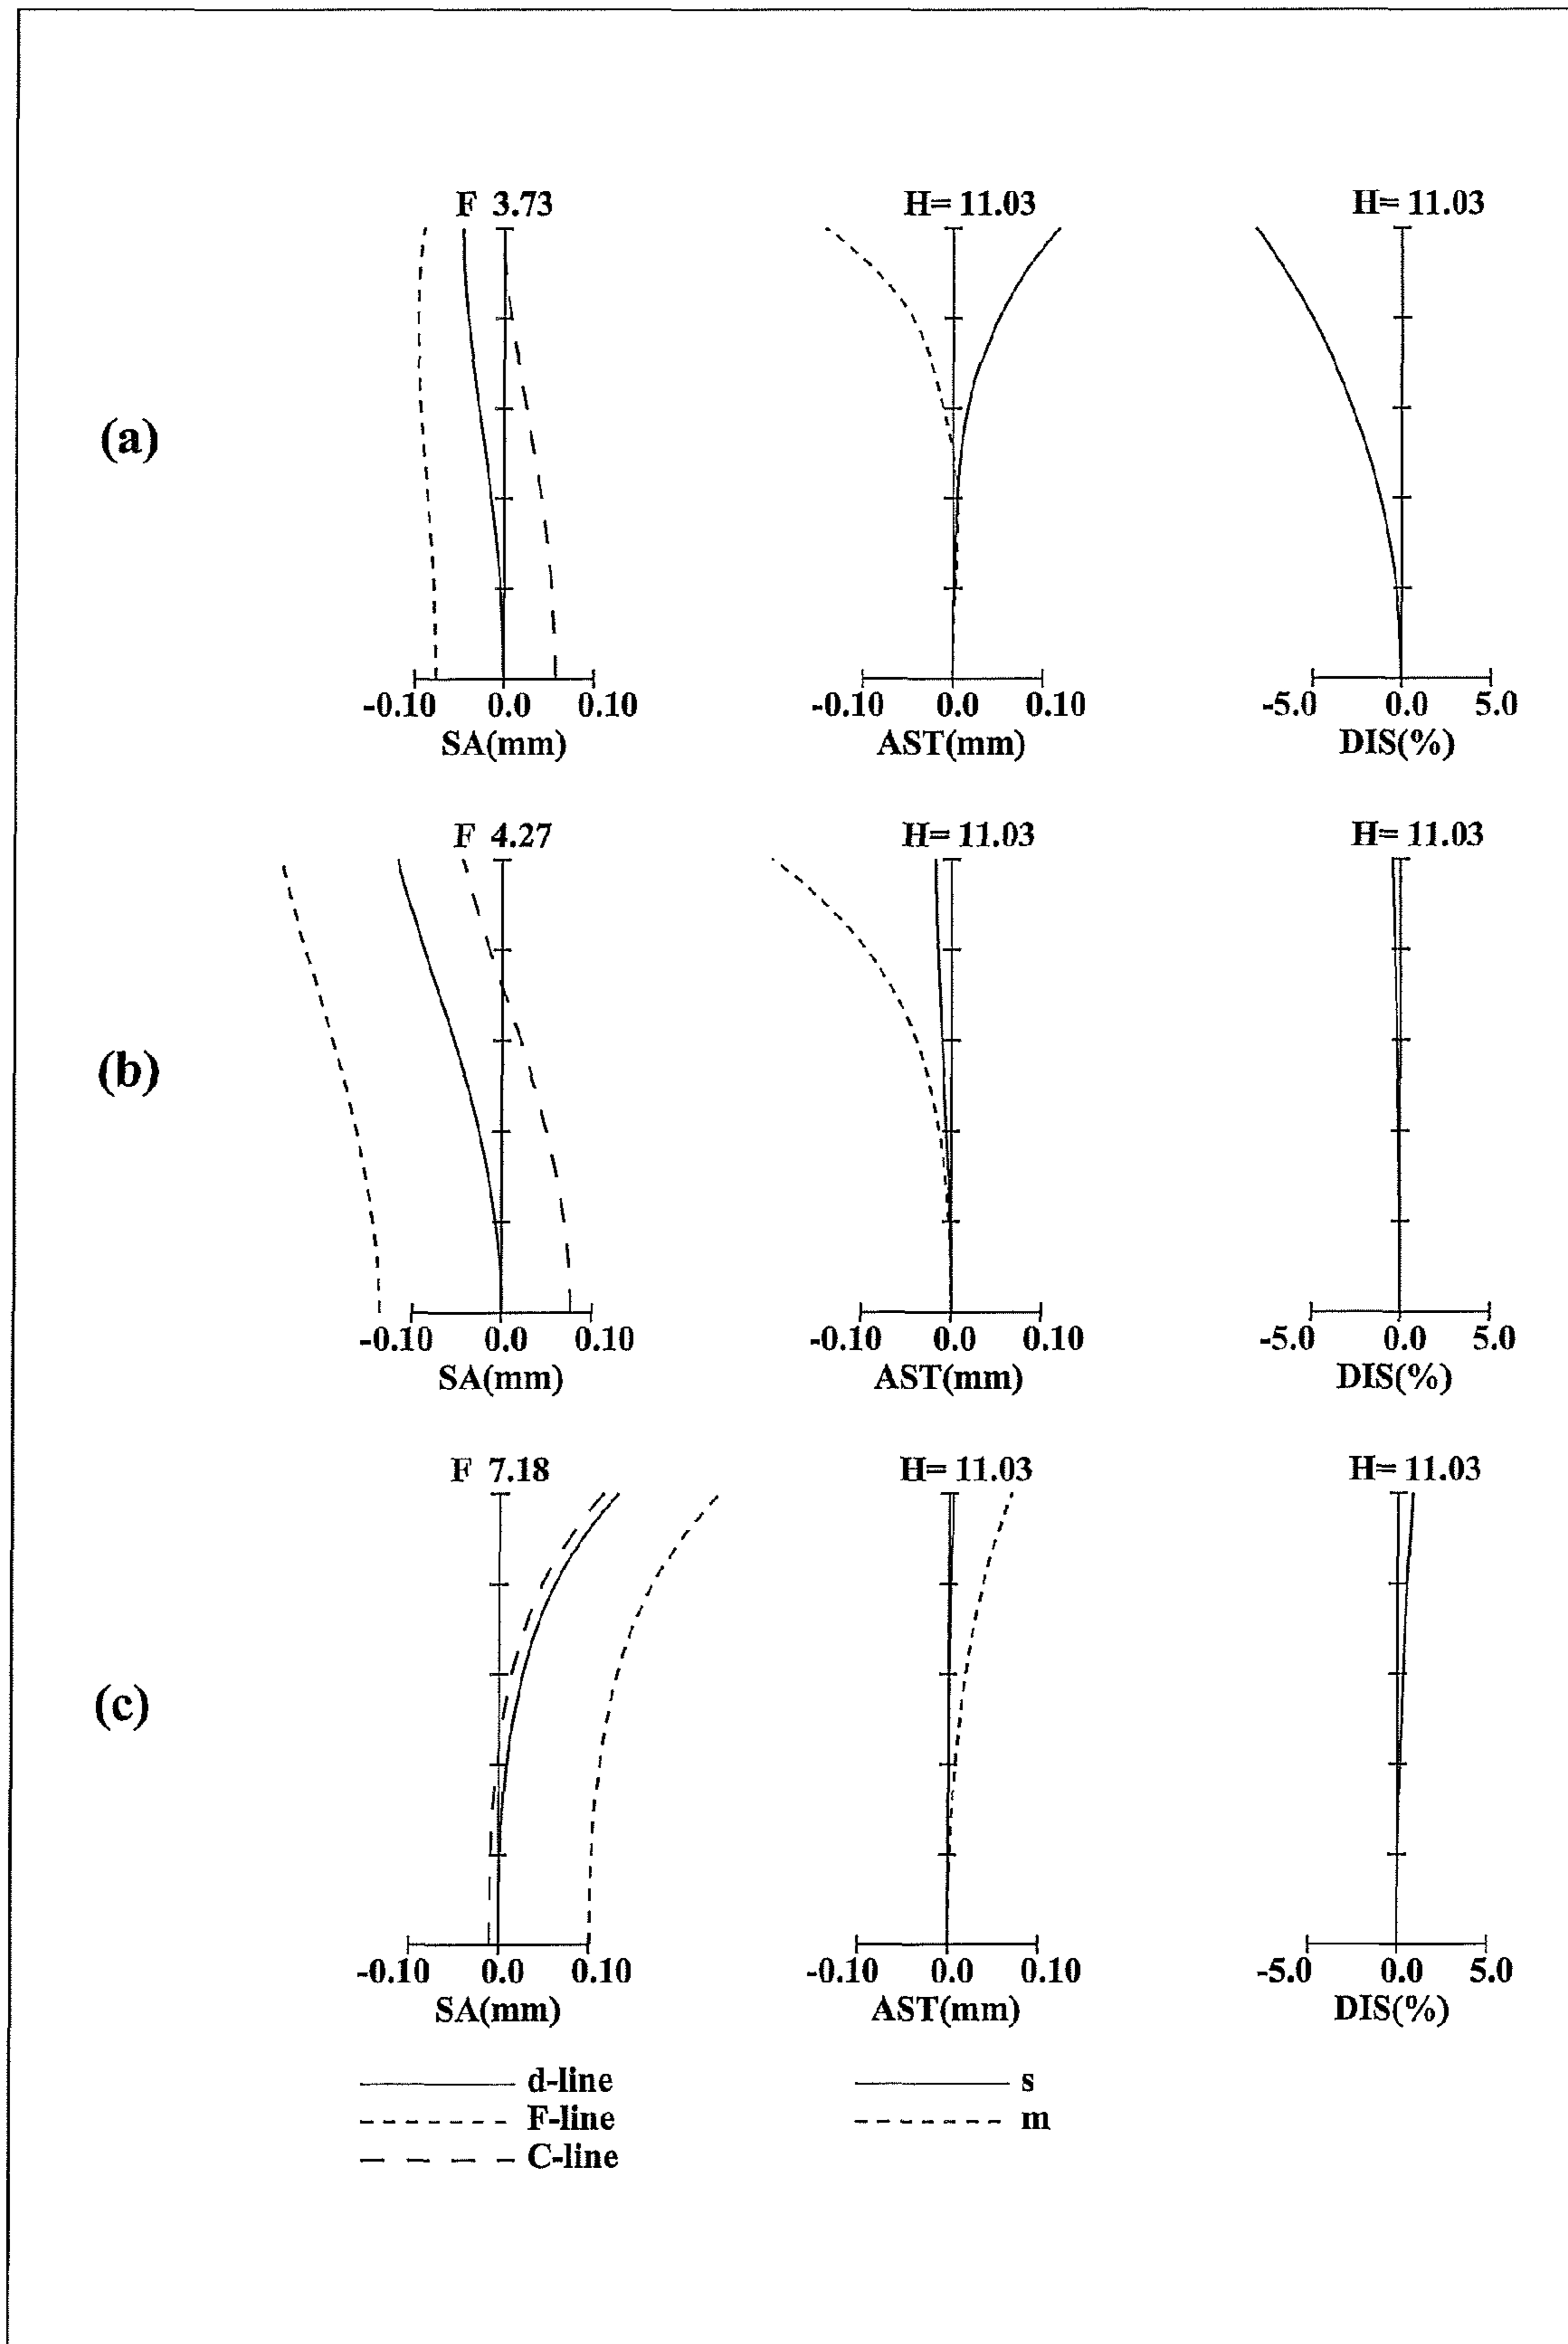 F 3.73 H= 11.03 H= 11.03
(a)
-0.10 0.0 0.10 -0.10 0.0 0.10 -5.0 0.0 5.0
SA(mm) AST(mm) DIS(%)
F 4.27 H= 11.03 H= 11.03
(b)
-0.10 0.0 0.10 -0.10 0.0 0.10 -5.0 0.0 5.0
SA(mm) AST(mm) DIS(%)
F 7.18 H= 11.03 H= 11.03
(c)
-0.10 0.0 0.10 -0.10 0.0 0.10 -5.0 0.0 5.0
SA(mm) AST(mm) DIS(%)
d-line s
F-line m
C-line